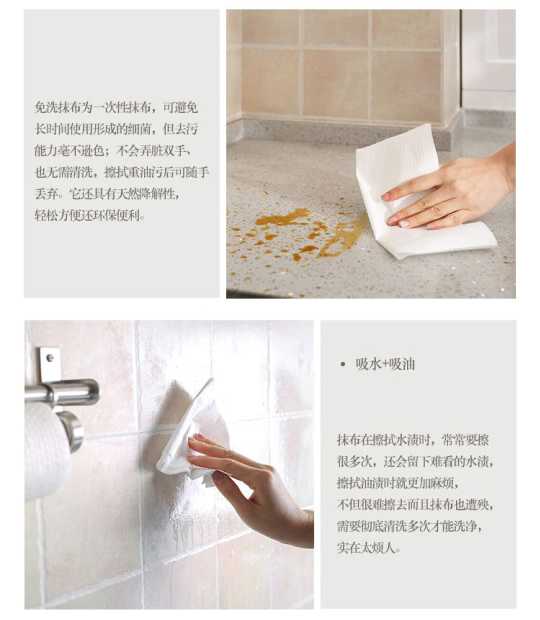 免洗抹布为一次性抹布，可避免
长时间使用形成的细菌，但去污
能力毫不逊色；不会弄脏双手、
也无需清洗，擦拭重油污后可随手
丢弃。它还具有天然降解性，
轻松方便还环保便利。
• 吸水+吸油
抹布在擦拭水渍时，常常要擦
很多次，还会留下难看的水渍，
擦拭油渍时就更加麻烦，
不但很难擦去而且抹布也遭殃，
需要彻底清洗多次才能洗净，
实在太烦人。